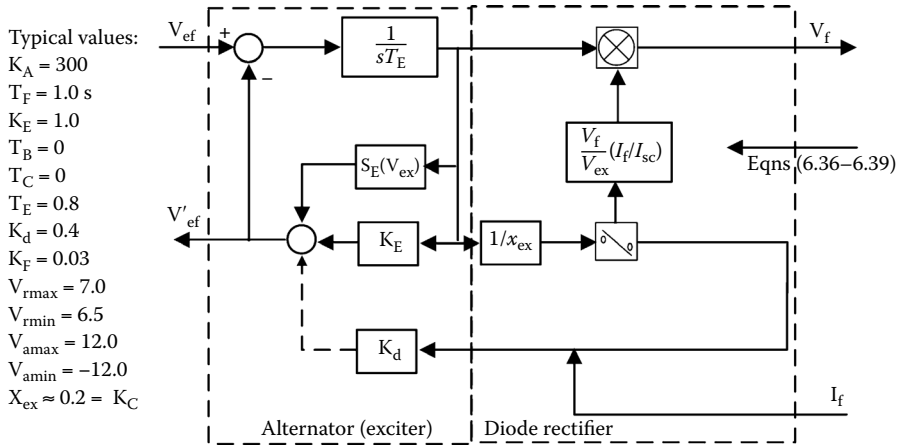 Typical values:
K_A = 300
T_F = 1.0 s
K_E = 1.0
T_B = 0
T_C = 0
T_E = 0.8
K_d = 0.4
K_F = 0.03
V_rmax = 7.0
V_rmin = 6.5
V_amax = 12.0
V_amin = −12.0
X_ex ≈ 0.2 = K_C
V_ef
+
−
1
sT_E
V_f
V_f
V_ex
(I_f/I_sc)
Eqns (6.36–6.39)
S_E(V_ex)
V'_ef
K_E
1/x_ex
K_d
I_f
Alternator (exciter)
Diode rectifier